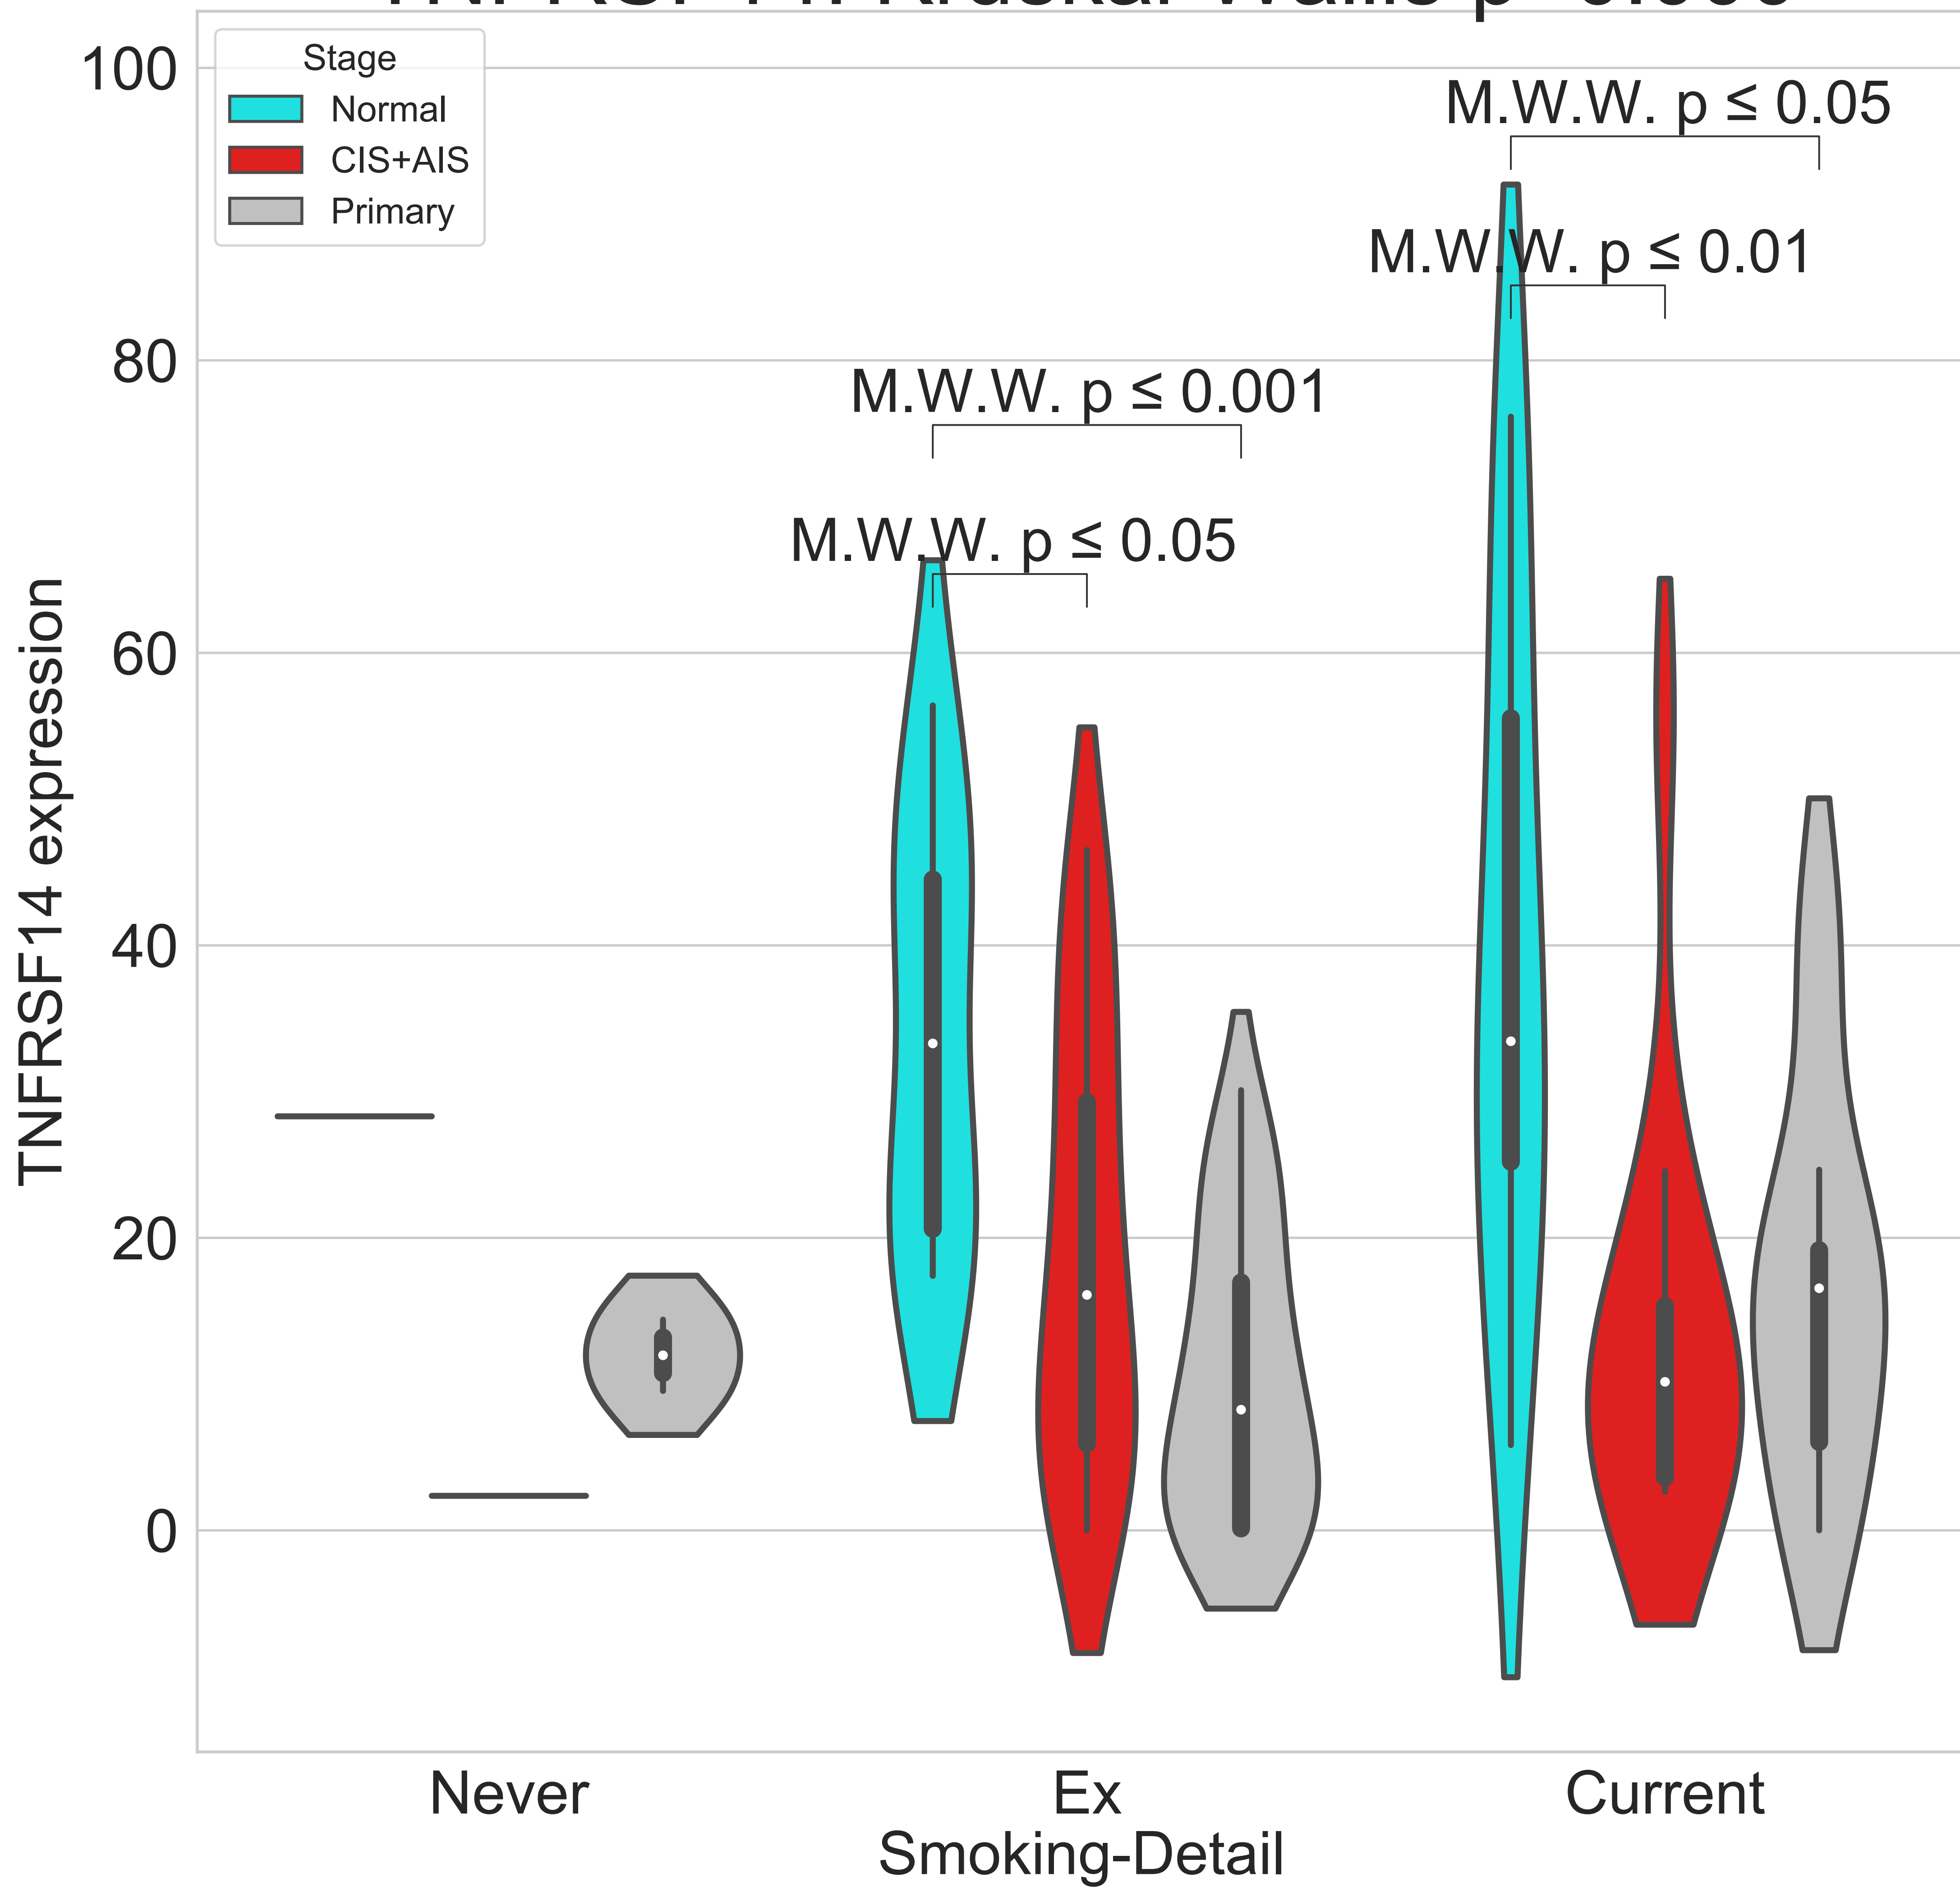 Stage
Normal
CIS+AIS
Primary
100
80
60
40
20
0
TNFRSF14 expression
M.W.W. p ≤ 0.05
M.W.W. p ≤ 0.01
M.W.W. p ≤ 0.001
M.W.W. p ≤ 0.05
Never
Ex
Current
Smoking-Detail